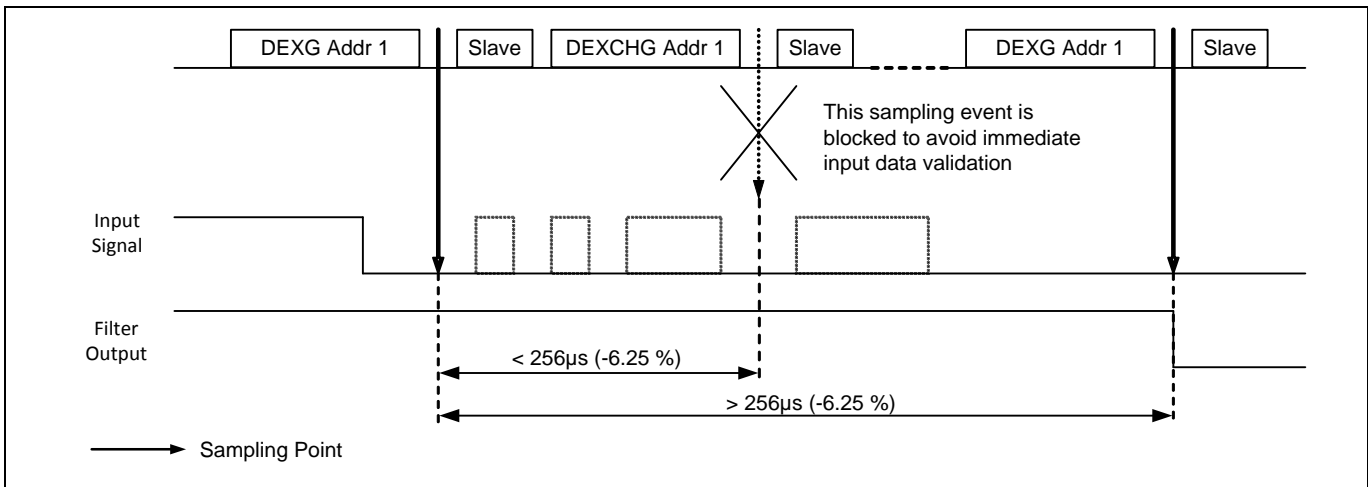 DEXG Addr 1 Slave DEXCHG Addr 1 Slave DEXG Addr 1 Slave
This sampling event is
blocked to avoid immediate
input data validation
Input
Signal
Filter
Output
< 256µs (-6.25 %)
> 256µs (-6.25 %)
Sampling Point